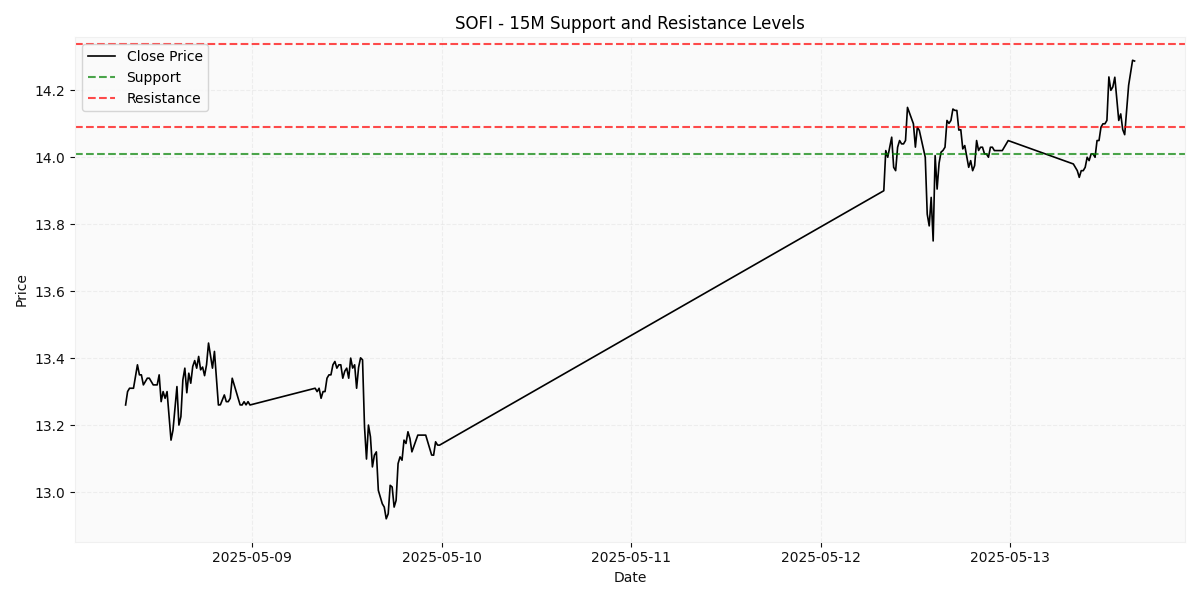 SOFI - 15M Support and Resistance Levels
Close Price
Support
Resistance
Price
14.2
14.0
13.8
13.6
13.4
13.2
13.0
2025-05-09
2025-05-10
2025-05-11
2025-05-12
2025-05-13
Date